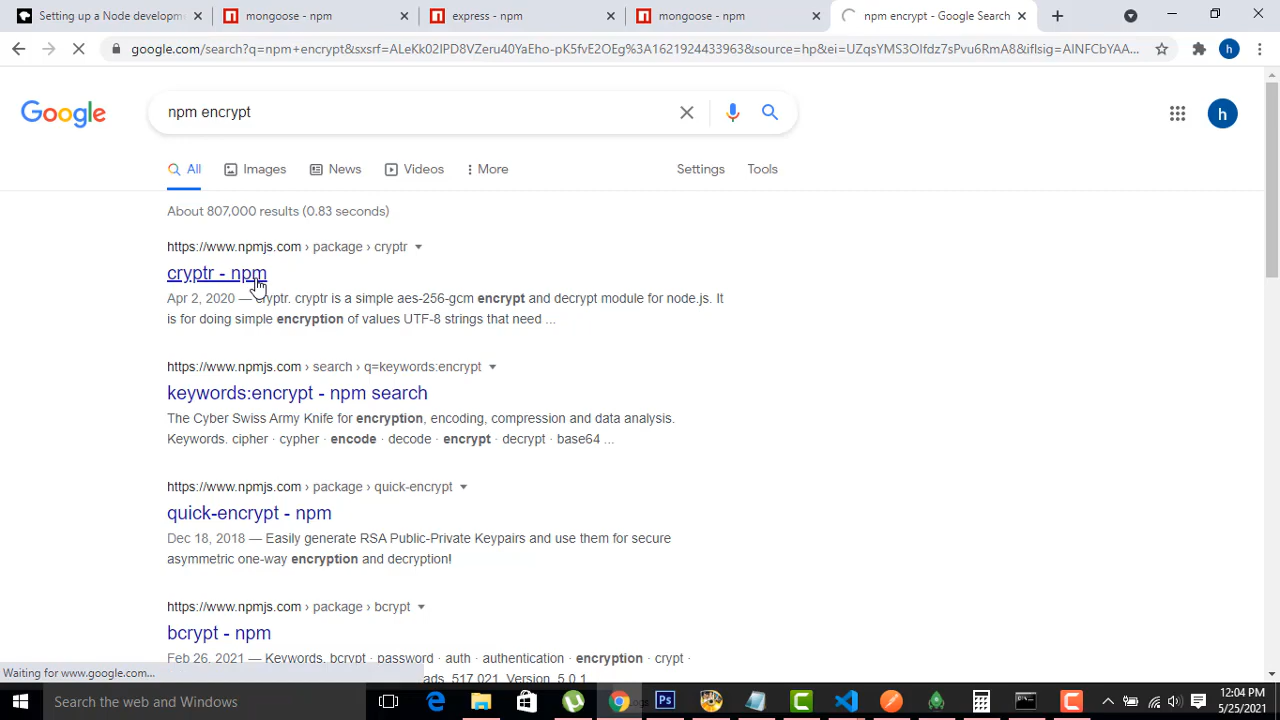 Setting up a Node developm
mongoose - npm
express - npm
mongoose - npm
npm encrypt - Google Search
google.com/search?q=npm+encrypt&sxsrf=ALeKk02IPD8VZeru40YaEho-pK5fvE2OEg%3A1621924433963&source=hp&ei=UZqsYMS3OIfdz7sPvu6RmA8&iflsig=AINFCbYAA...
h
Google
npm encrypt
h
All
Images
News
Videos
More
Settings
Tools
About 807,000 results (0.83 seconds)
https://www.npmjs.com › package › cryptr
cryptr - npm
Apr 2, 2020 — cryptr. cryptr is a simple aes-256-gcm encrypt and decrypt module for node.js. It
is for doing simple encryption of values UTF-8 strings that need ...
https://www.npmjs.com › search › q=keywords:encrypt
keywords:encrypt - npm search
The Cyber Swiss Army Knife for encryption, encoding, compression and data analysis.
Keywords. cipher · cypher · encode · decode · encrypt · decrypt · base64 ...
https://www.npmjs.com › package › quick-encrypt
quick-encrypt - npm
Dec 18, 2018 — Easily generate RSA Public-Private Keypairs and use them for secure
asymmetric one-way encryption and decryption!
https://www.npmjs.com › package › bcrypt
bcrypt - npm
Feb 26, 2021 — Keywords. bcrypt · password · auth · authentication · encryption · crypt ·
Waiting for www.google.com...
ads. 517,021. Version. 5.0.1
Search the web and Windows
Ps
12:04 PM
5/25/2021